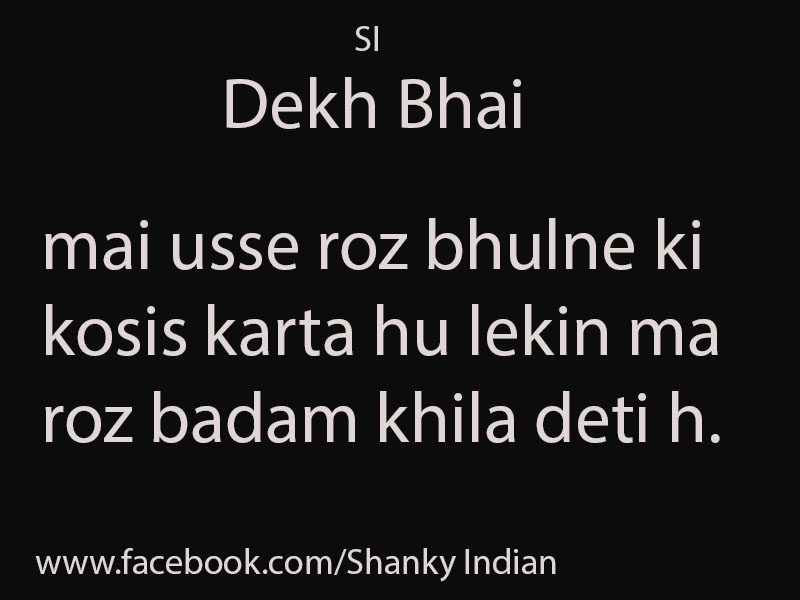 SI
Dekh Bhai
mai usse roz bhulne ki
kosis karta hu lekin ma
roz badam khila deti h.
www.facebook.com/Shanky Indian